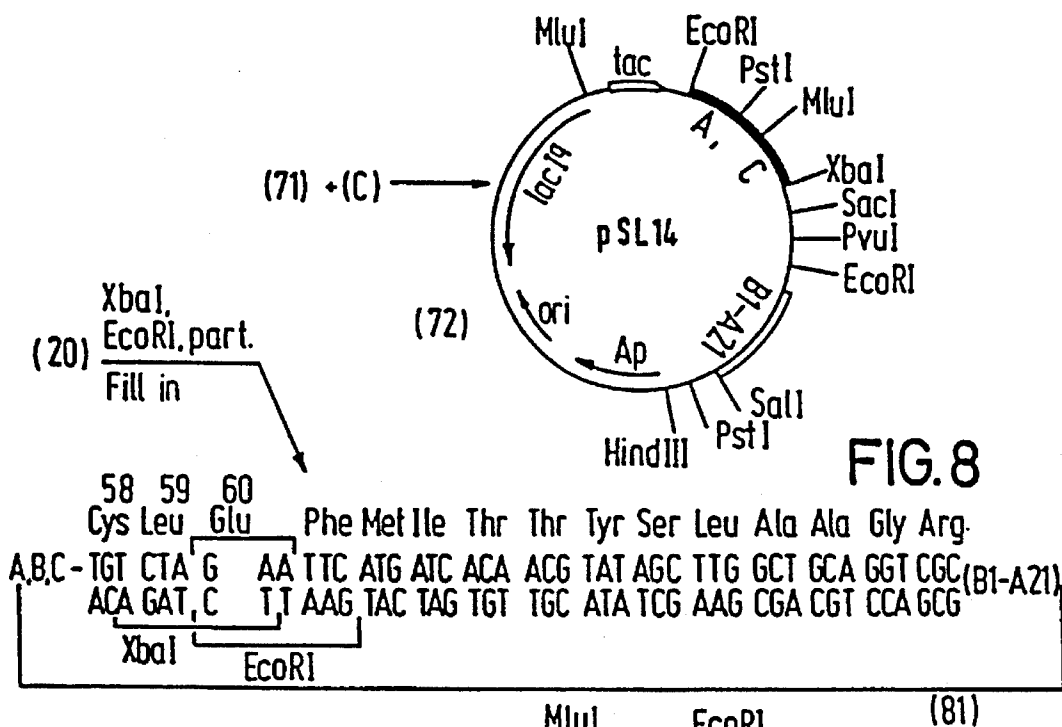 MluI
tac
EcoRI
PstI
MluI
A, C
XbaI
SacI
PvuI
EcoRI
(71) + (C)
lacIq
pSL14
(72)
ori
Ap
B1-A21
SalI
PstI
HindIII
XbaI,
EcoRI, part.
(20)
Fill in
FIG. 8
58 59 60
Cys Leu Glu Phe Met Ile Thr Thr Tyr Ser Leu Ala Ala Gly Arg.
A,B,C - TGT CTA G AA TTC ATG ATC ACA ACG TAT AGC TTG GCT GCA GGT CGC (B1-A21)
ACA GAT C TT AAG TAC TAG TGT TGC ATA TCG AAG CGA CGT CCA GCG
XbaI
EcoRI
(81)
MluI EcoRI